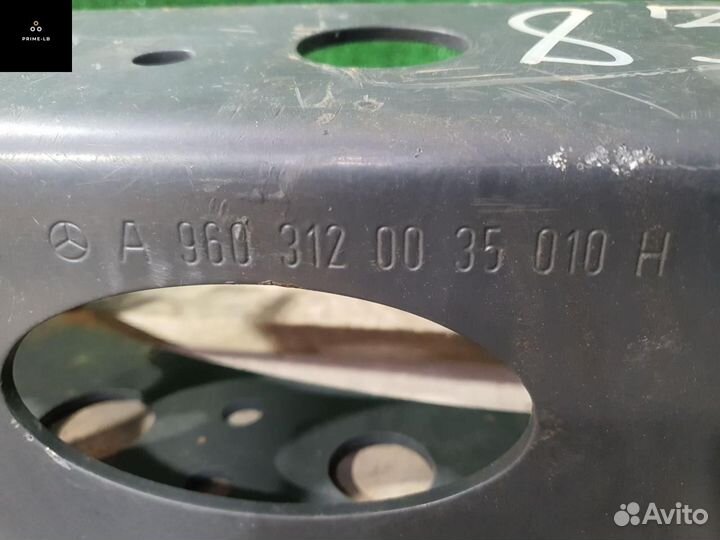 PRIME-LB
8
A 960 312 00 35 010 H
Avito